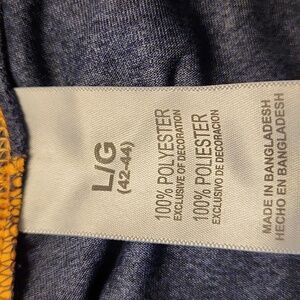 L/G
(42-44)
100% POLYESTER
EXCLUSIVE OF DECORATION
100% POLIESTER
EXCLUSIVO DE DECORACION
MADE IN BANGLADESH
HECHO EN BANGLADESH